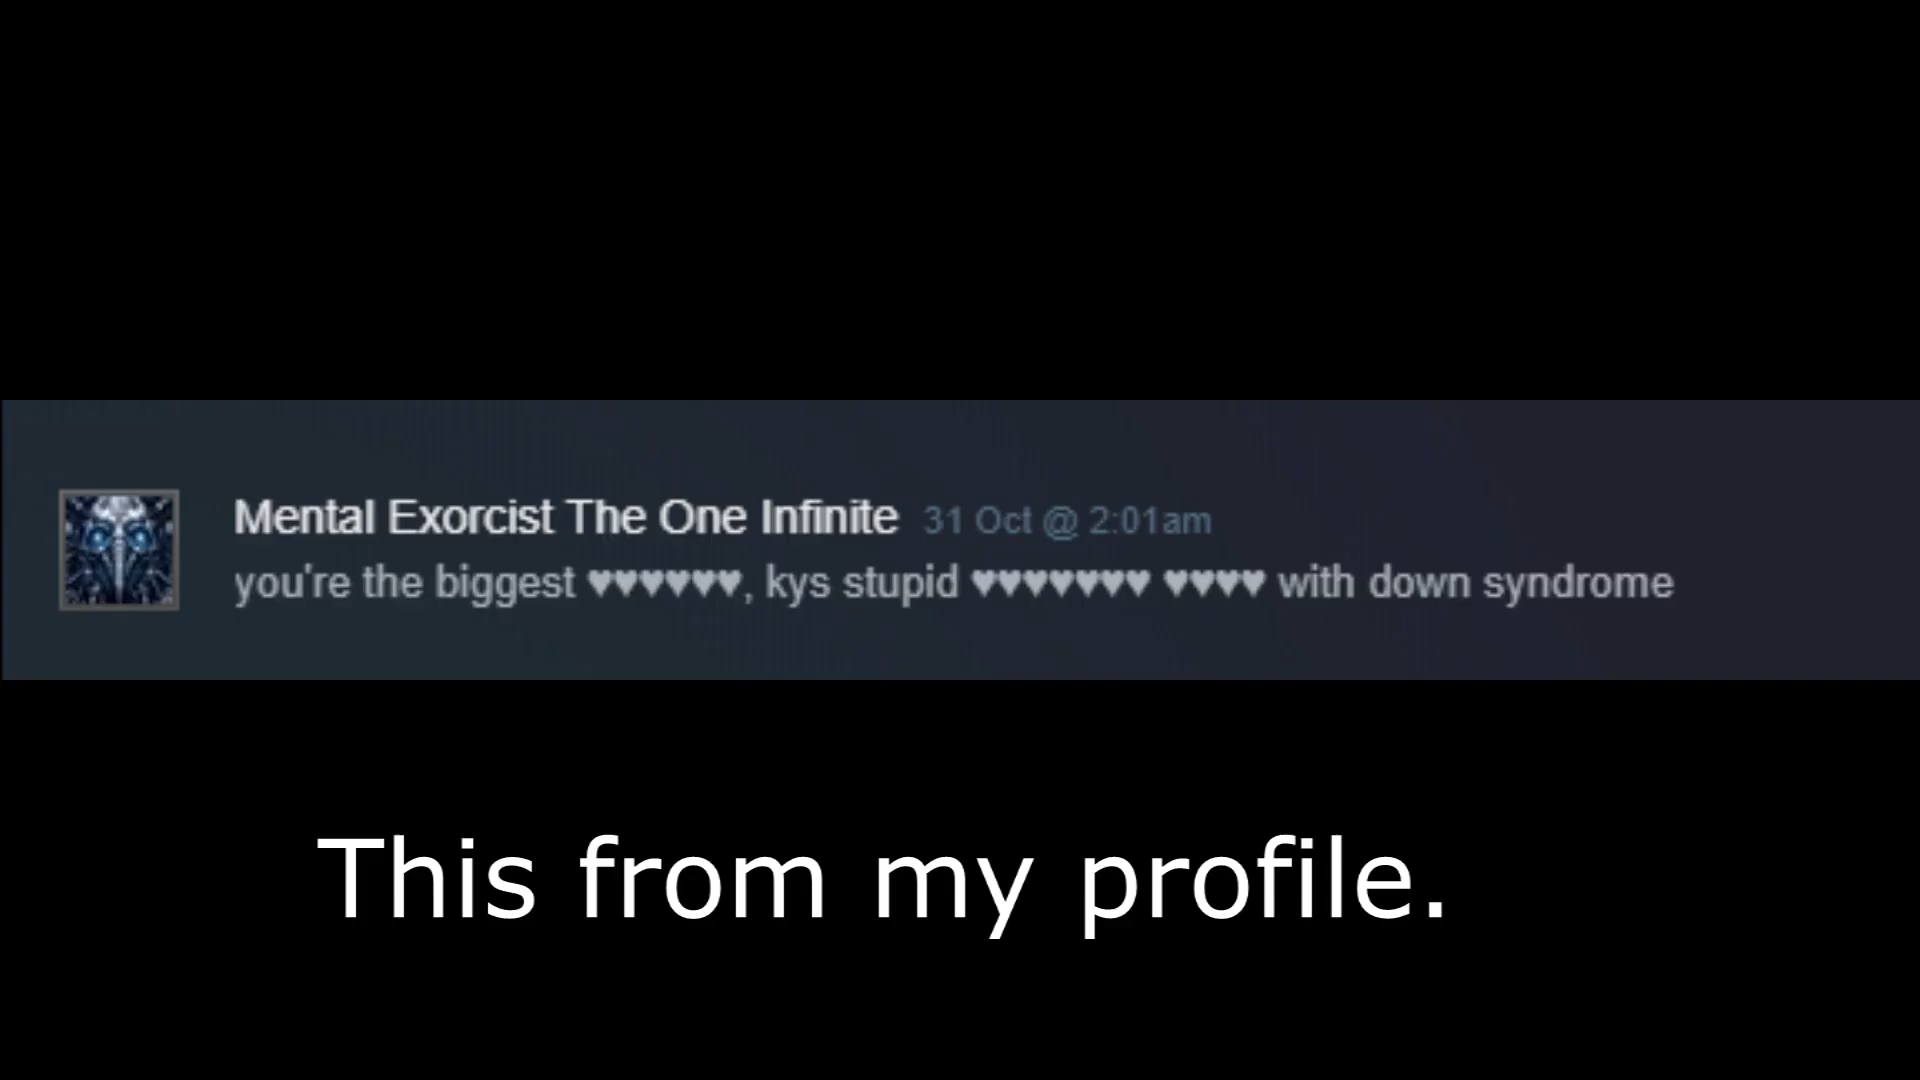 Mental Exorcist The One Infinite 31 Oct @ 2:01am
you're the biggest ♥♥♥♥♥♥, kys stupid ♥♥♥♥♥♥♥ ♥♥♥♥ with down syndrome
This from my profile.